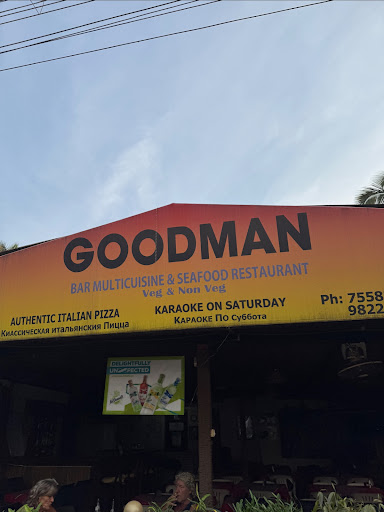 GOODMAN
BAR MULTICUISINE & SEAFOOD RESTAURANT
Veg & Non Veg
AUTHENTIC ITALIAN PIZZA
Классическая итальянския Пицца
KARAOKE ON SATURDAY
Караоке По Суббота
Ph: 7558
9822
DELIGHTFULLY
UNEXPECTED